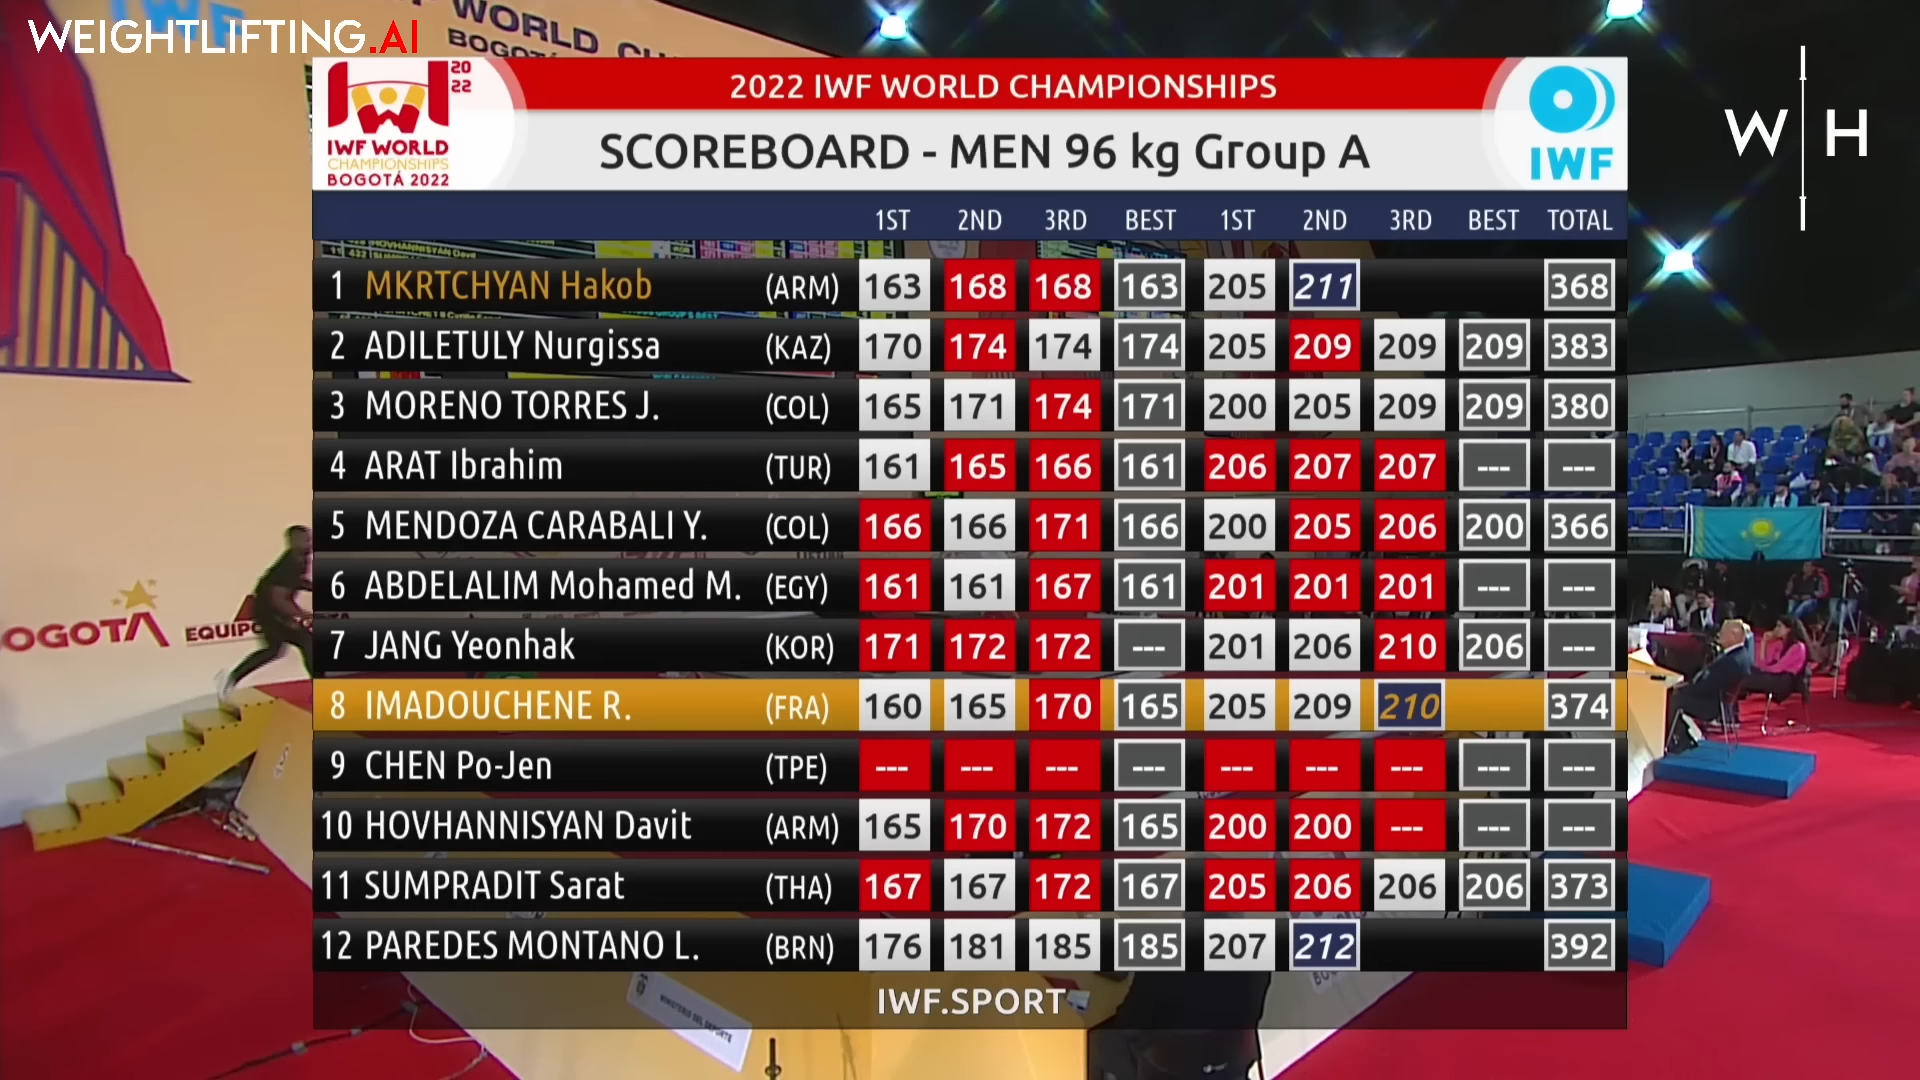 WEIGHTLIFTING.AI
WORLD CH
BOGOTÁ
20
22
IWF WORLD
CHAMPIONSHIPS
BOGOTÁ 2022
2022 IWF WORLD CHAMPIONSHIPS
SCOREBOARD - MEN 96 kg Group A
IWF
W H
1ST 2ND 3RD BEST 1ST 2ND 3RD BEST TOTAL
1 MKRTCHYAN Hakob (ARM) 163 168 168 163 205 211 368
2 ADILETULY Nurgissa (KAZ) 170 174 174 174 205 209 209 209 383
3 MORENO TORRES J. (COL) 165 171 174 171 200 205 209 209 380
4 ARAT Ibrahim (TUR) 161 165 166 161 206 207 207 --- ---
5 MENDOZA CARABALI Y. (COL) 166 166 171 166 200 205 206 200 366
6 ABDELALIM Mohamed M. (EGY) 161 161 167 161 201 201 201 --- ---
7 JANG Yeonhak (KOR) 171 172 172 --- 201 206 210 206 ---
8 IMADOUCHENE R. (FRA) 160 165 170 165 205 209 210 374
9 CHEN Po-Jen (TPE) --- --- --- --- --- --- --- --- ---
10 HOVHANNISYAN Davit (ARM) 165 170 172 165 200 200 --- --- ---
11 SUMPRADIT Sarat (THA) 167 167 172 167 205 206 206 206 373
12 PAREDES MONTANO L. (BRN) 176 181 185 185 207 212 392
IWF.SPORT
OGOTÁ
EQUIPO
MINISTERIO DEL DEPORTE